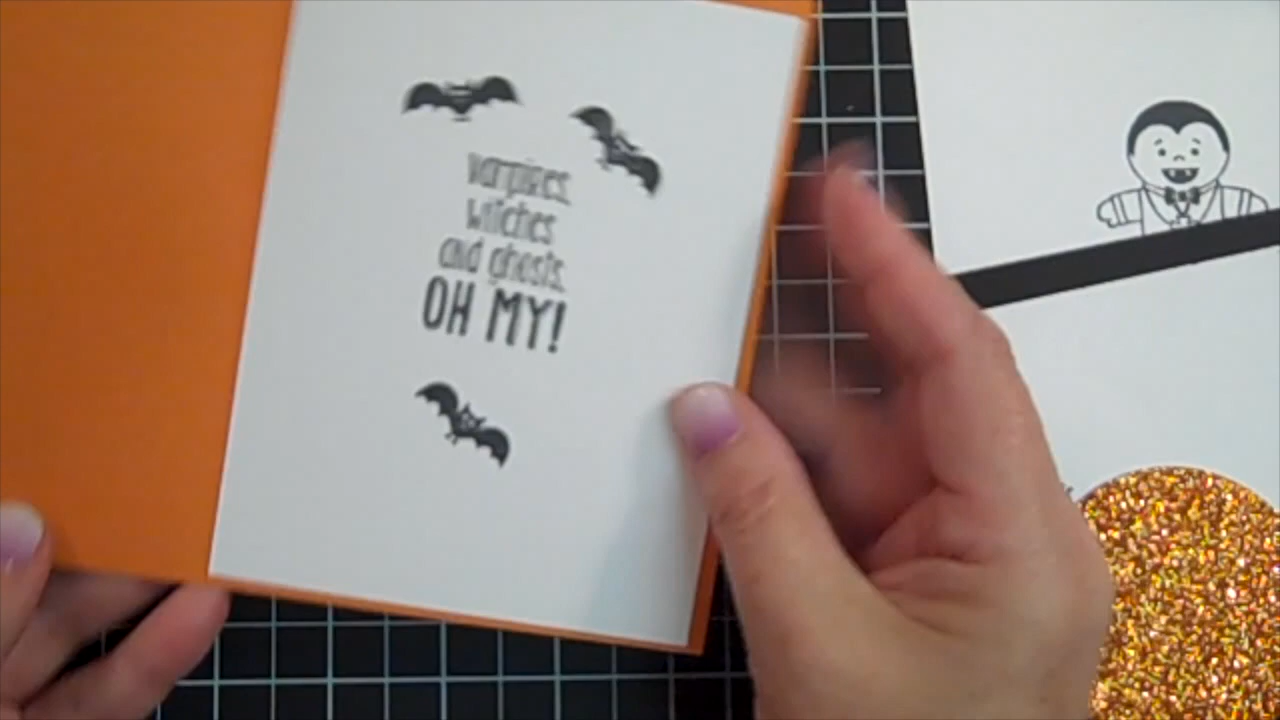 vampires,
witches
and ghosts,
OH MY!